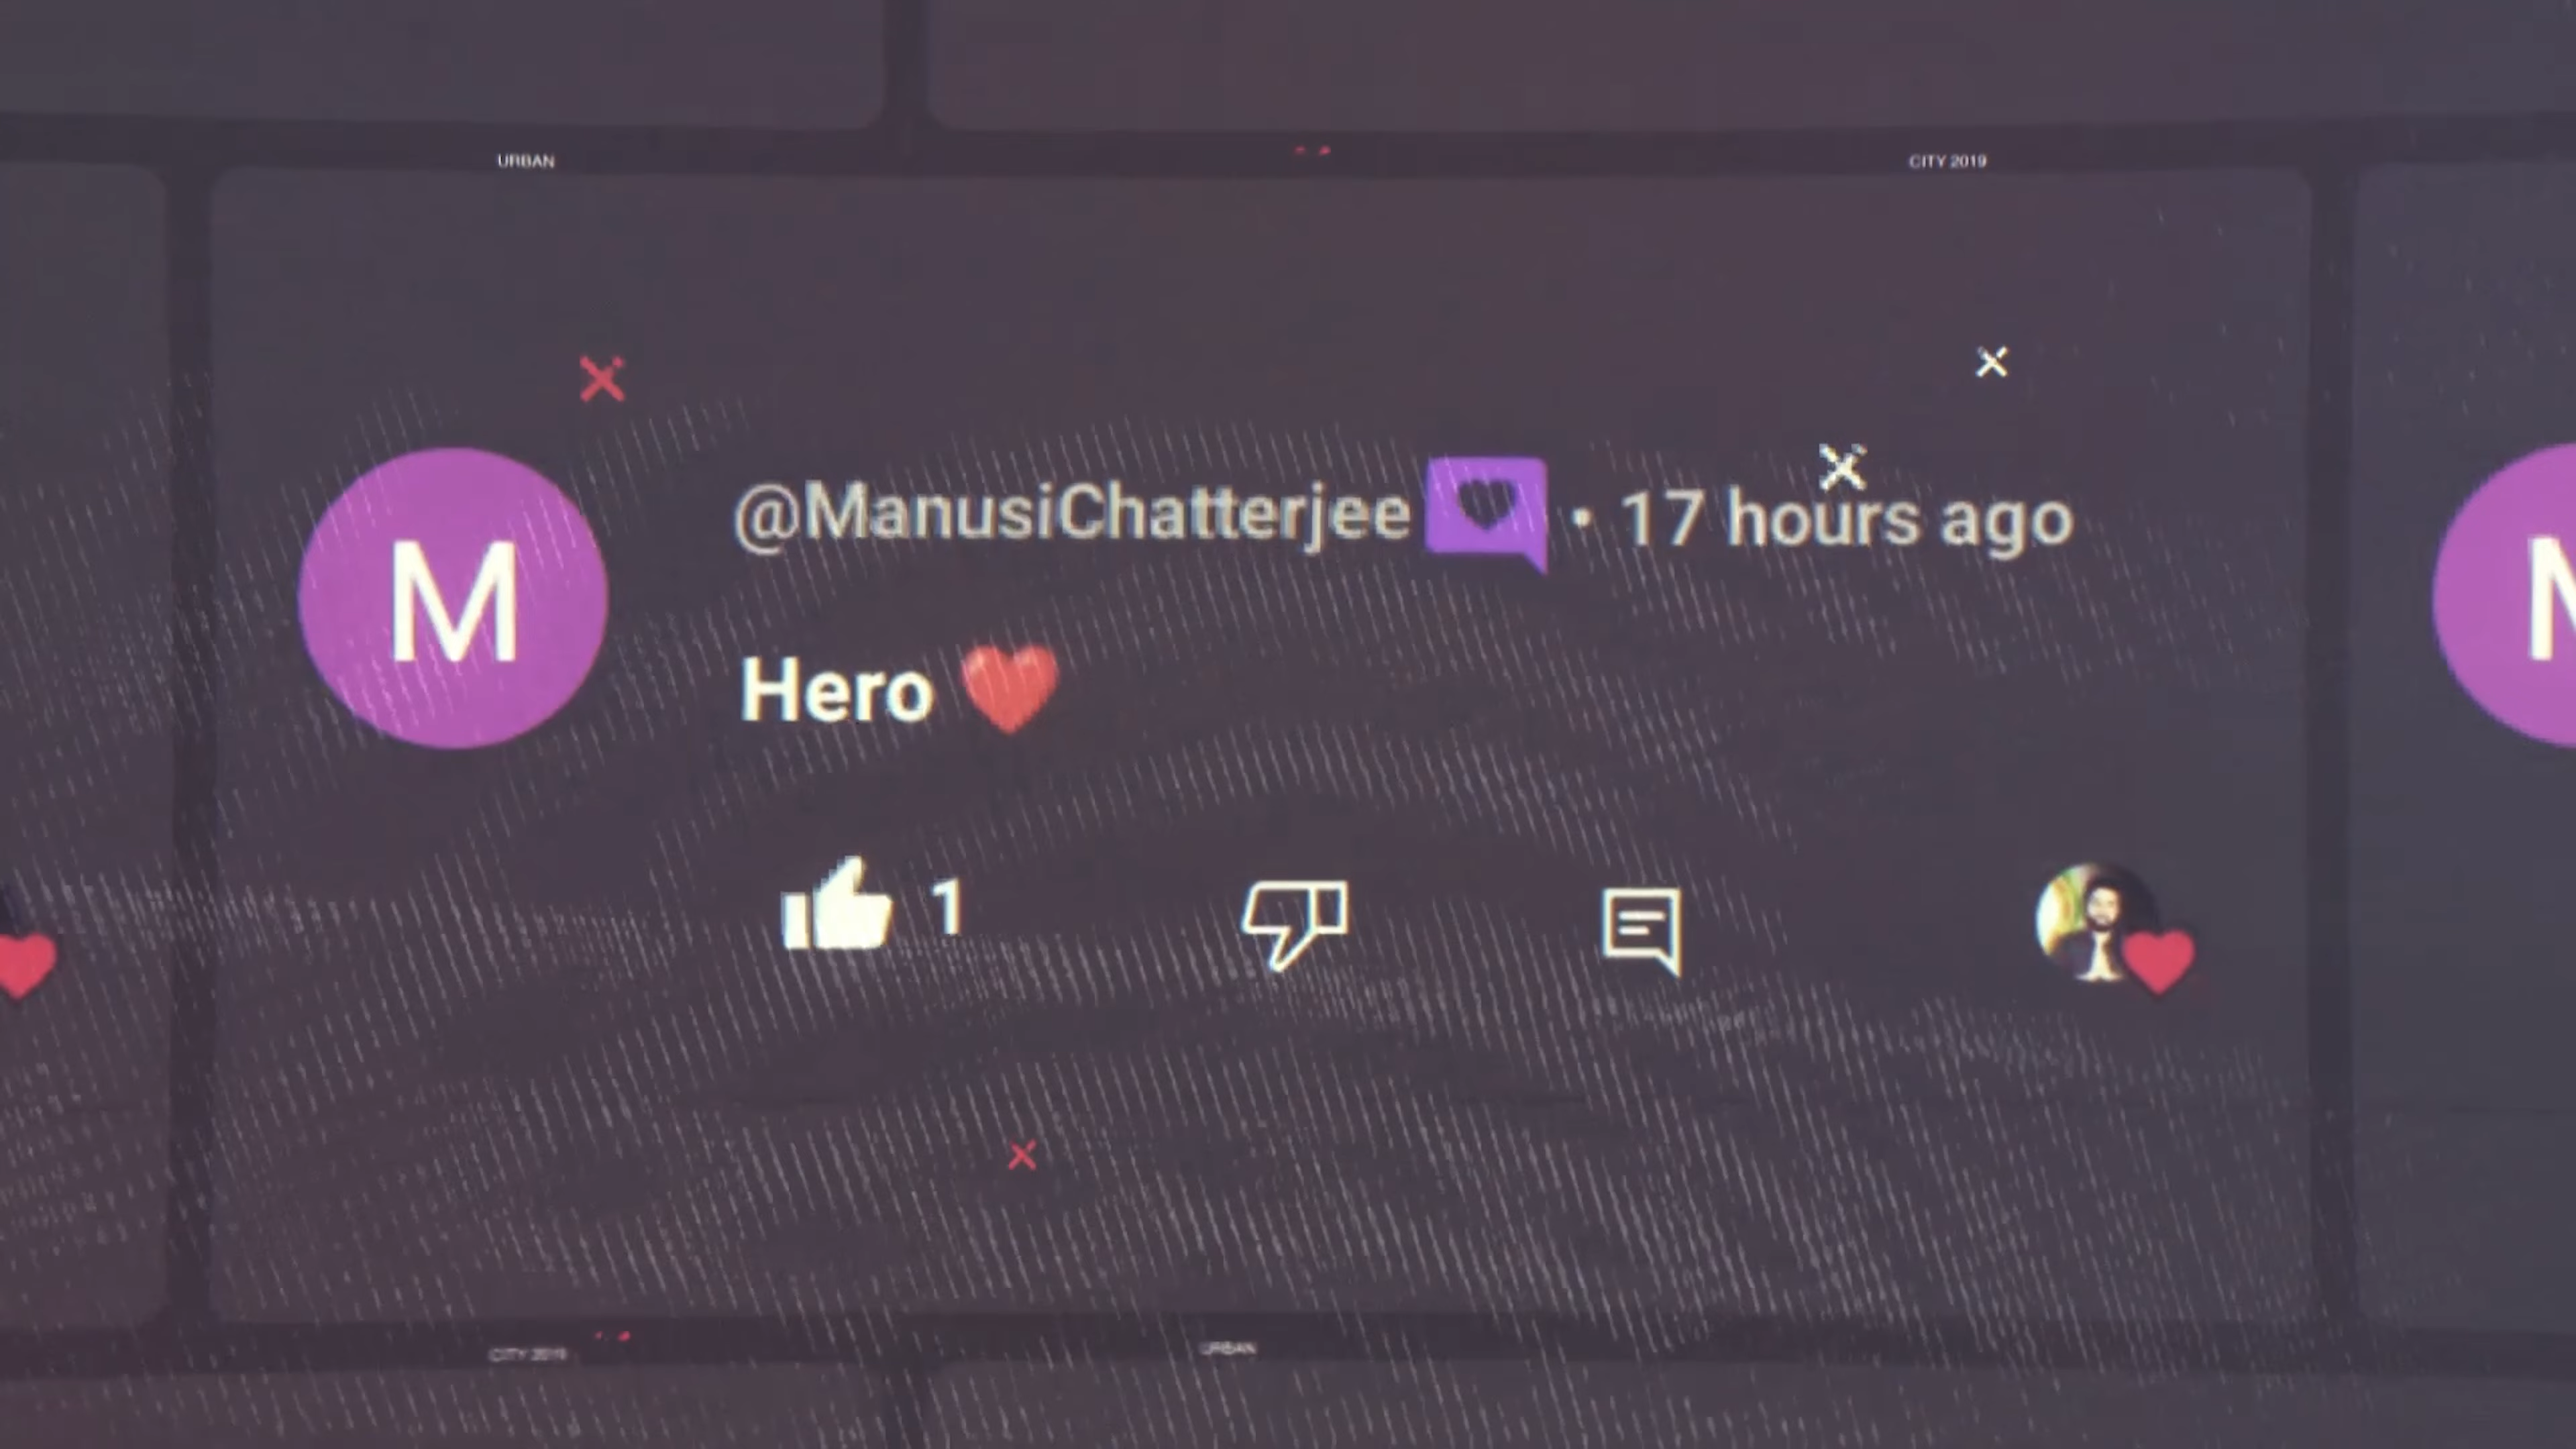 URBAN
CITY 2019
M
@ManusiChatterjee • 17 hours ago
Hero ❤️
1
M
CITY 2019
URBAN